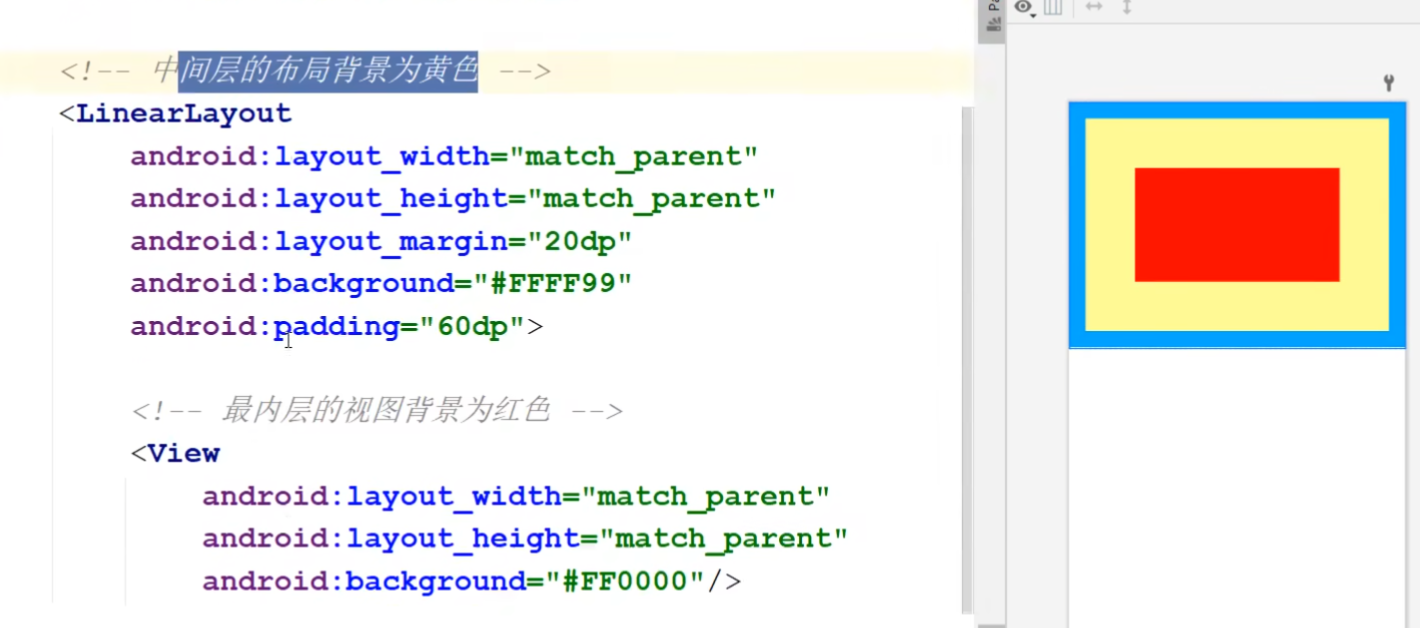 <!-- 中间层的布局背景为黄色 -->
<LinearLayout
android:layout_width="match_parent"
android:layout_height="match_parent"
android:layout_margin="20dp"
android:background="#FFFF99"
android:padding="60dp">
<!-- 最内层的视图背景为红色 -->
<View
android:layout_width="match_parent"
android:layout_height="match_parent"
android:background="#FF0000"/>
Pa